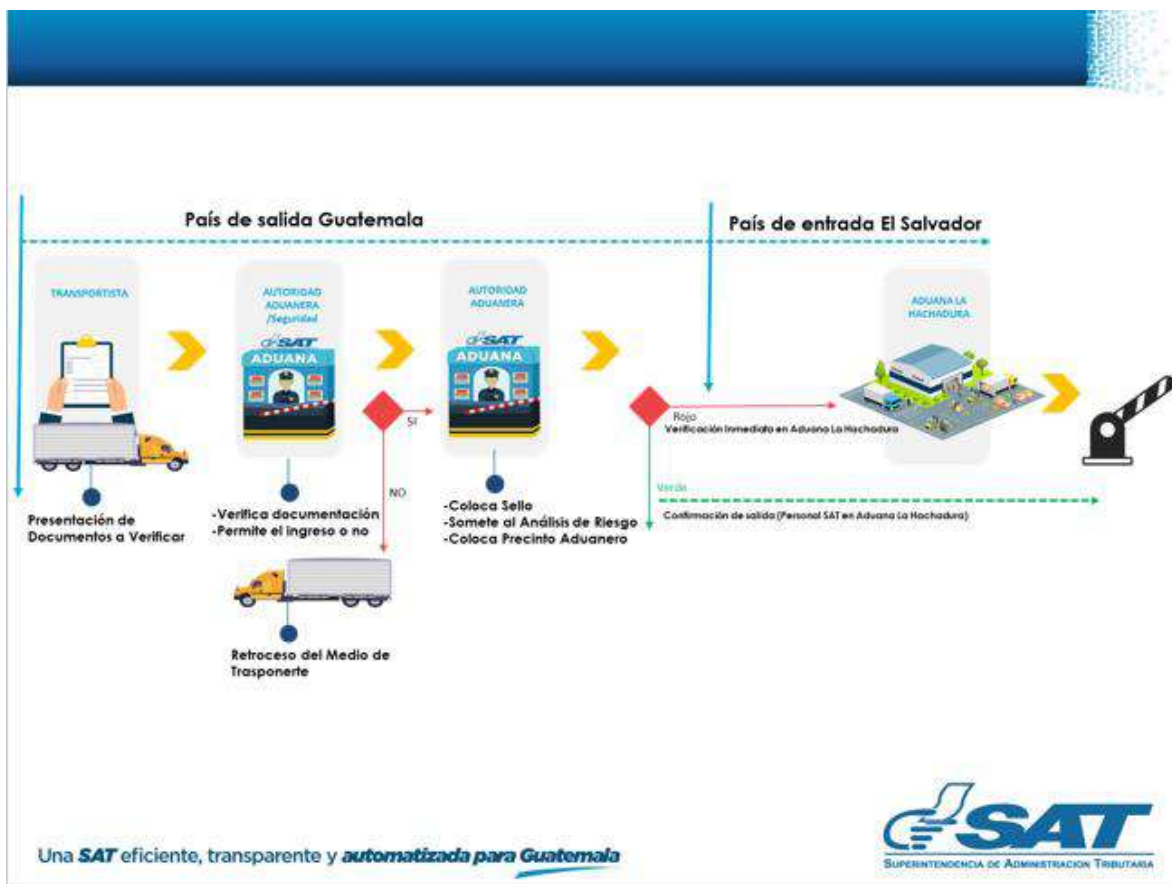 País de salida Guatemala
País de entrada El Salvador
TRANSPORTISTA
AUTORIDAD
ADUANERA
/Seguridad
SAT
ADUANA
AUTORIDAD
ADUANERA
SAT
ADUANA
ADUANA LA
HACHADURA
SI
NO
Rojo
Verificación Inmediato en Aduana La Hachadura
Verde
Confirmación de salida (Personal SAT en Aduana La Hachadura)
Presentación de
Documentos a Verificar
-Verifica documentación
-Permite el ingreso o no
-Coloca Sello
-Somete al Análisis de Riesgo
-Coloca Precinto Aduanero
Retroceso del Medio de
Trasponerte
Una SAT eficiente, transparente y automatizada para Guatemala
SAT
SUPERINTENDENCIA DE ADMINISTRACION TRIBUTARIA